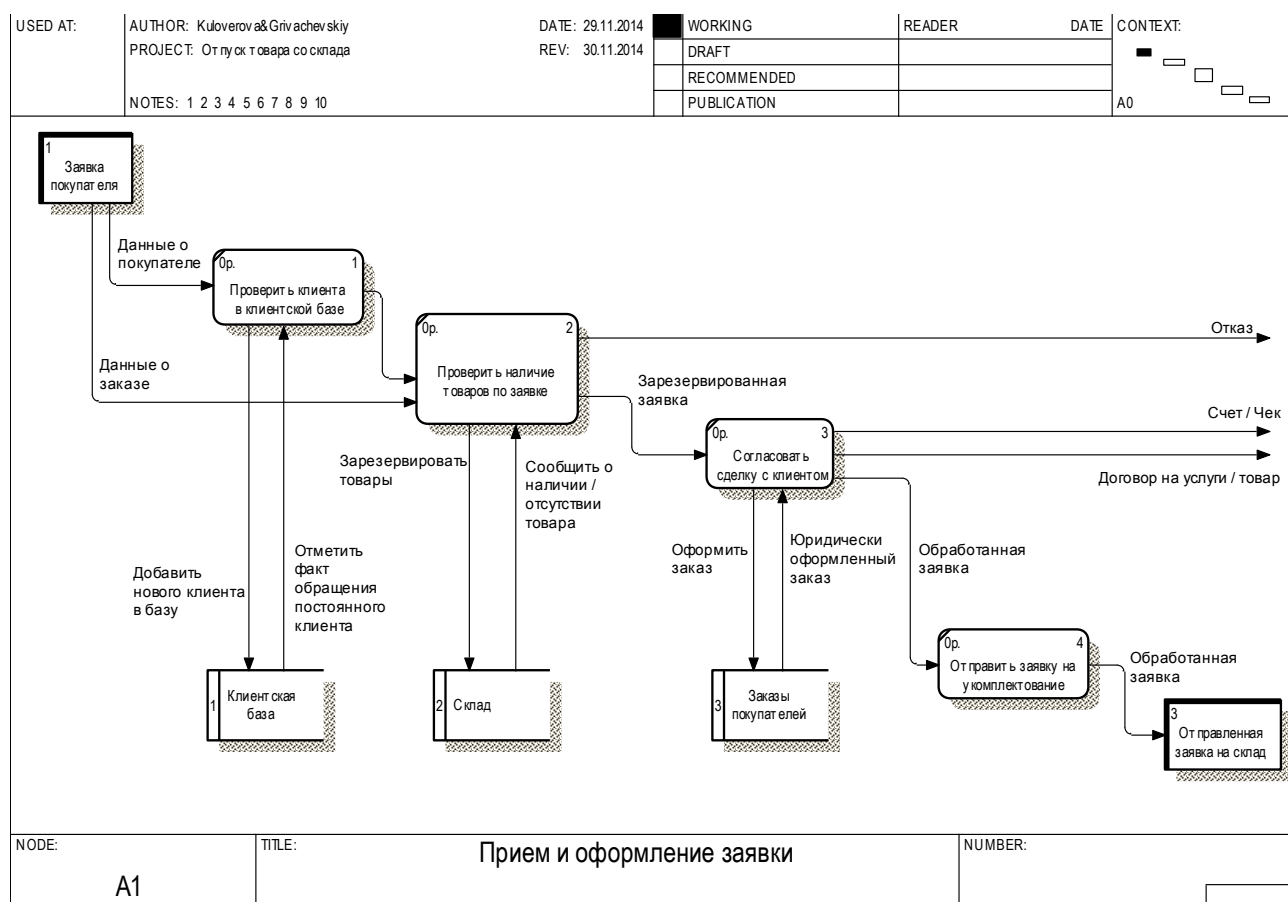 USED AT:
AUTHOR: Kuloverova&Grivachevskiy
DATE: 29.11.2014
PROJECT: Отпуск товара со склада
REV: 30.11.2014
NOTES: 1 2 3 4 5 6 7 8 9 10
WORKING
DRAFT
RECOMMENDED
PUBLICATION
READER
DATE
CONTEXT:
A0
1
Заявка
покупателя
Данные о
покупателе
0р.
1
Проверить клиента
в клиентской базе
0р.
2
Проверить наличие
товаров по заявке
Отказ
Данные о
заказе
Зарезервированная
заявка
Счет / Чек
0р.
3
Согласовать
сделку с клиентом
Договор на услуги / товар
Зарезервировать
товары
Сообщить о
наличии /
отсутствии
товара
Отметить
факт
обращения
постоянного
клиента
Добавить
нового клиента
в базу
Оформить
заказ
Юридически
оформленный
заказ
Обработанная
заявка
0р.
4
Отправить заявку на
укомплектование
Обработанная
заявка
1
Клиентская
база
2
Склад
3
Заказы
покупателей
3
Отправленная
заявка на склад
NODE:
A1
TITLE:
Прием и оформление заявки
NUMBER: